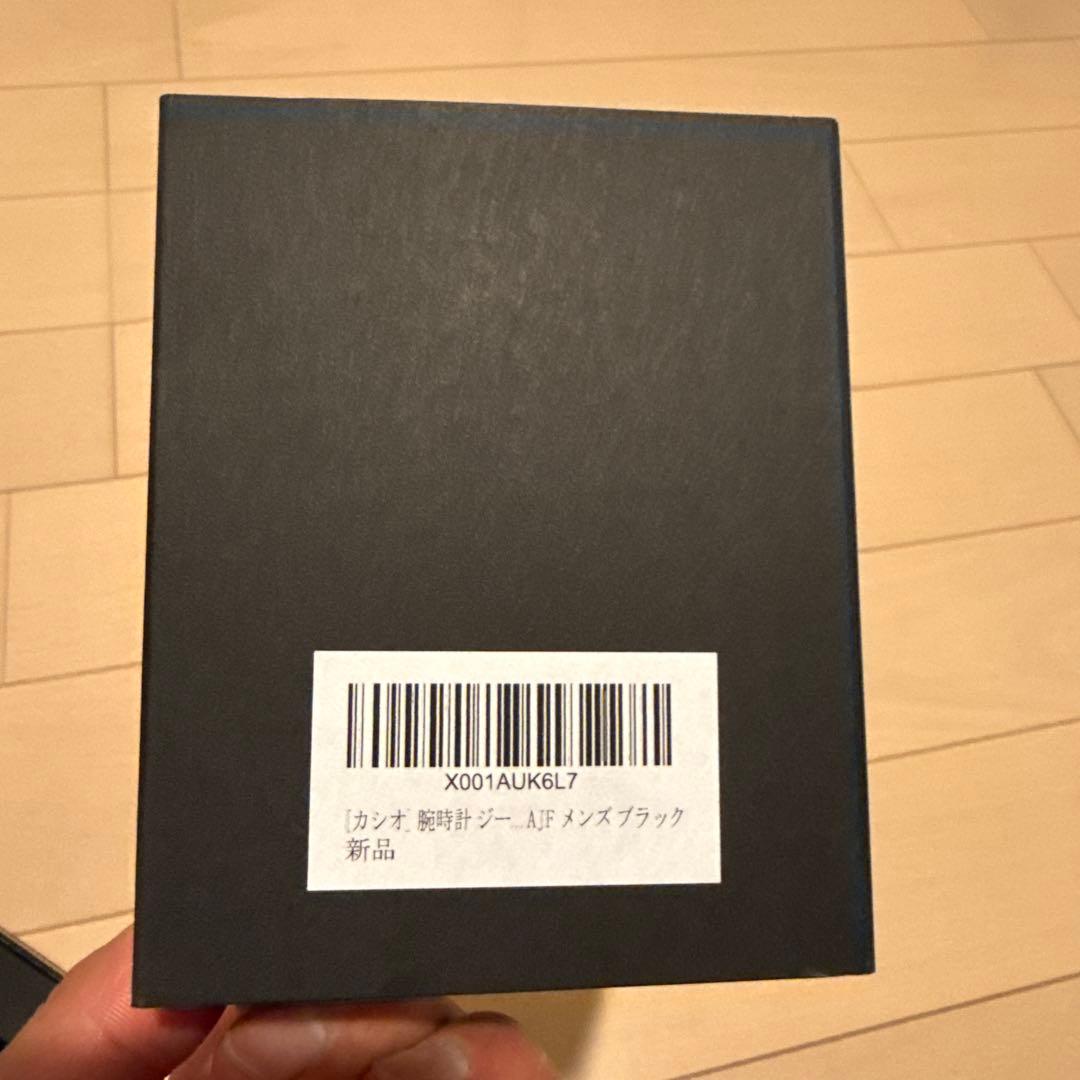 X001AUK6L7
[カシオ] 腕時計 ジー...AJF メンズ ブラック
新品